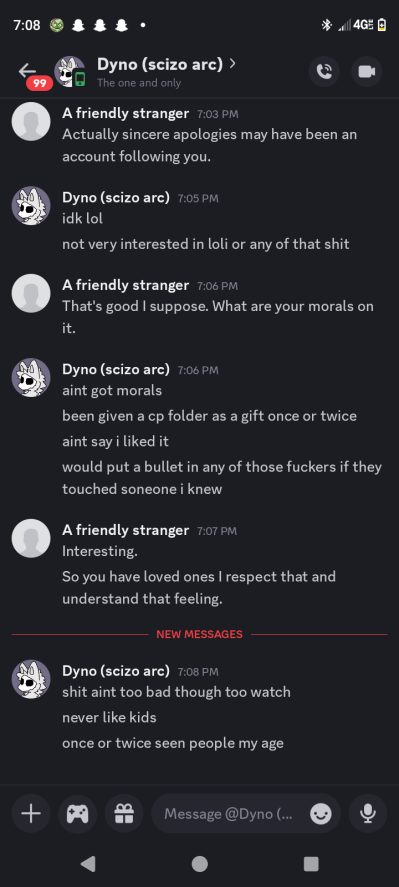 7:08
4G
99
Dyno (scizo arc)
The one and only
A friendly stranger 7:03 PM
Actually sincere apologies may have been an
account following you.
Dyno (scizo arc) 7:05 PM
idk lol
not very interested in loli or any of that shit
A friendly stranger 7:06 PM
That's good I suppose. What are your morals on
it.
Dyno (scizo arc) 7:06 PM
aint got morals
been given a cp folder as a gift once or twice
aint say i liked it
would put a bullet in any of those fuckers if they
touched soneone i knew
A friendly stranger 7:07 PM
Interesting.
So you have loved ones I respect that and
understand that feeling.
NEW MESSAGES
Dyno (scizo arc) 7:08 PM
shit aint too bad though too watch
never like kids
once or twice seen people my age
Message @Dyno (...